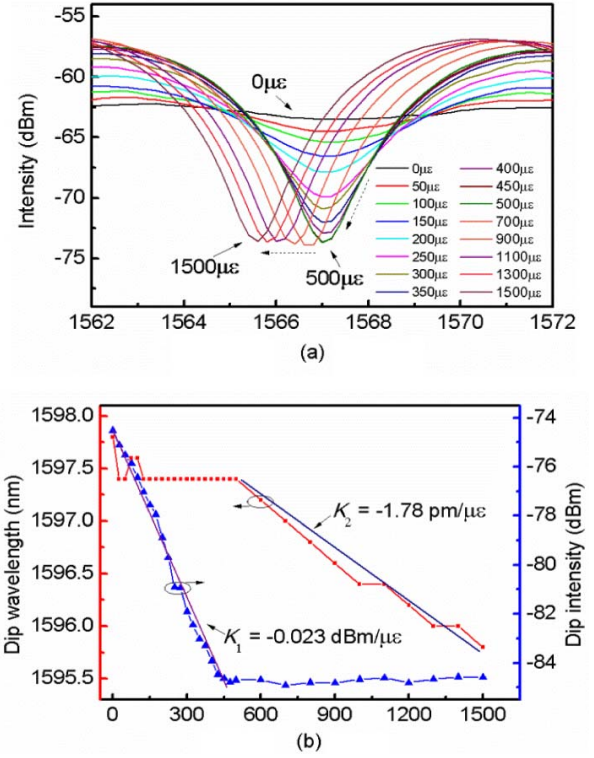 -55
-60
-65
-70
-75
Intensity (dBm)
0με
0με 400με
50με 450με
100με 500με
150με 700με
200με 900με
250με 1100με
300με 1300με
350με 1500με
1500με
500με
1562 1564 1566 1568 1570 1572
(a)
1598.0
1597.5
1597.0
1596.5
1596.0
1595.5
Dip wavelength (nm)
-74
-76
-78
-80
-82
-84
Dip intensity (dBm)
K2 = -1.78 pm/με
K1 = -0.023 dBm/με
0 300 600 900 1200 1500
(b)